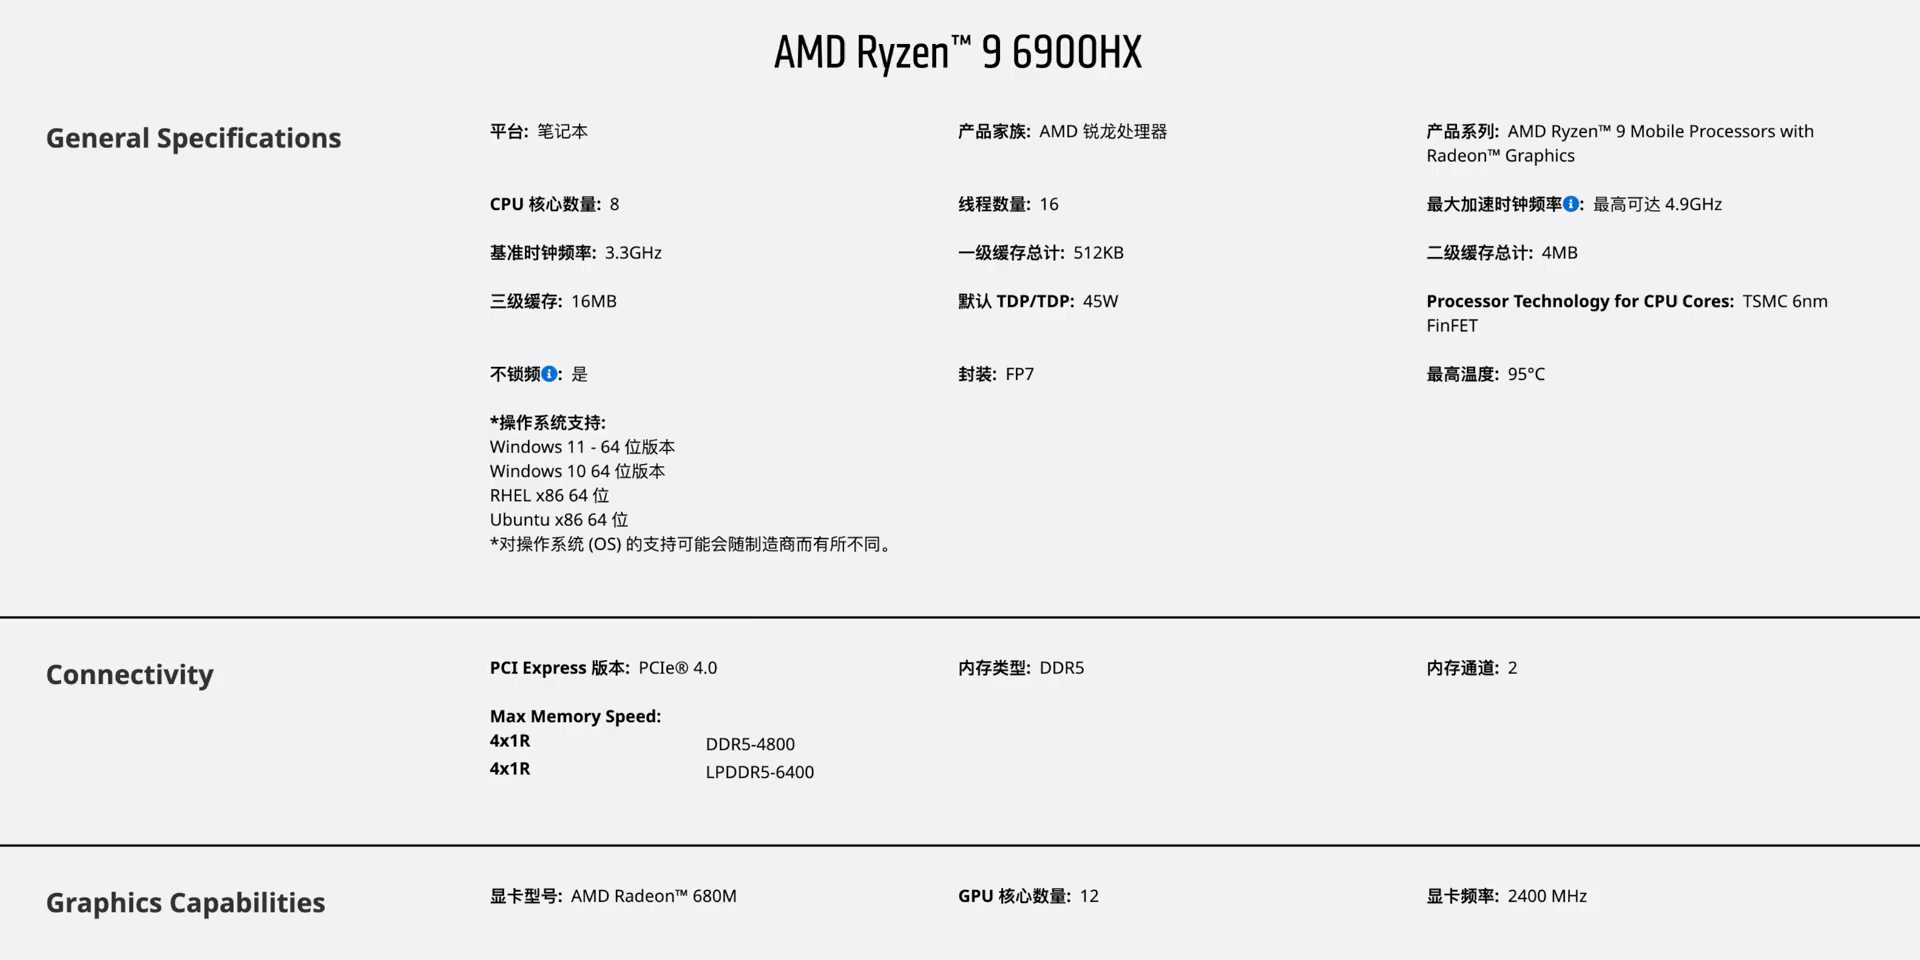 AMD Ryzen™ 9 6900HX
General Specifications
平台: 笔记本
产品家族: AMD 锐龙处理器
产品系列: AMD Ryzen™ 9 Mobile Processors with
Radeon™ Graphics
CPU 核心数量: 8
线程数量: 16
最大加速时钟频率: 最高可达 4.9GHz
基准时钟频率: 3.3GHz
一级缓存总计: 512KB
二级缓存总计: 4MB
三级缓存: 16MB
默认 TDP/TDP: 45W
Processor Technology for CPU Cores: TSMC 6nm
FinFET
不锁频: 是
封装: FP7
最高温度: 95°C
*操作系统支持:
Windows 11 - 64 位版本
Windows 10 64 位版本
RHEL x86 64 位
Ubuntu x86 64 位
*对操作系统 (OS) 的支持可能会随制造商而有所不同。
Connectivity
PCI Express 版本: PCIe® 4.0
内存类型: DDR5
内存通道: 2
Max Memory Speed:
4x1R DDR5-4800
4x1R LPDDR5-6400
Graphics Capabilities
显卡型号: AMD Radeon™ 680M
GPU 核心数量: 12
显卡频率: 2400 MHz